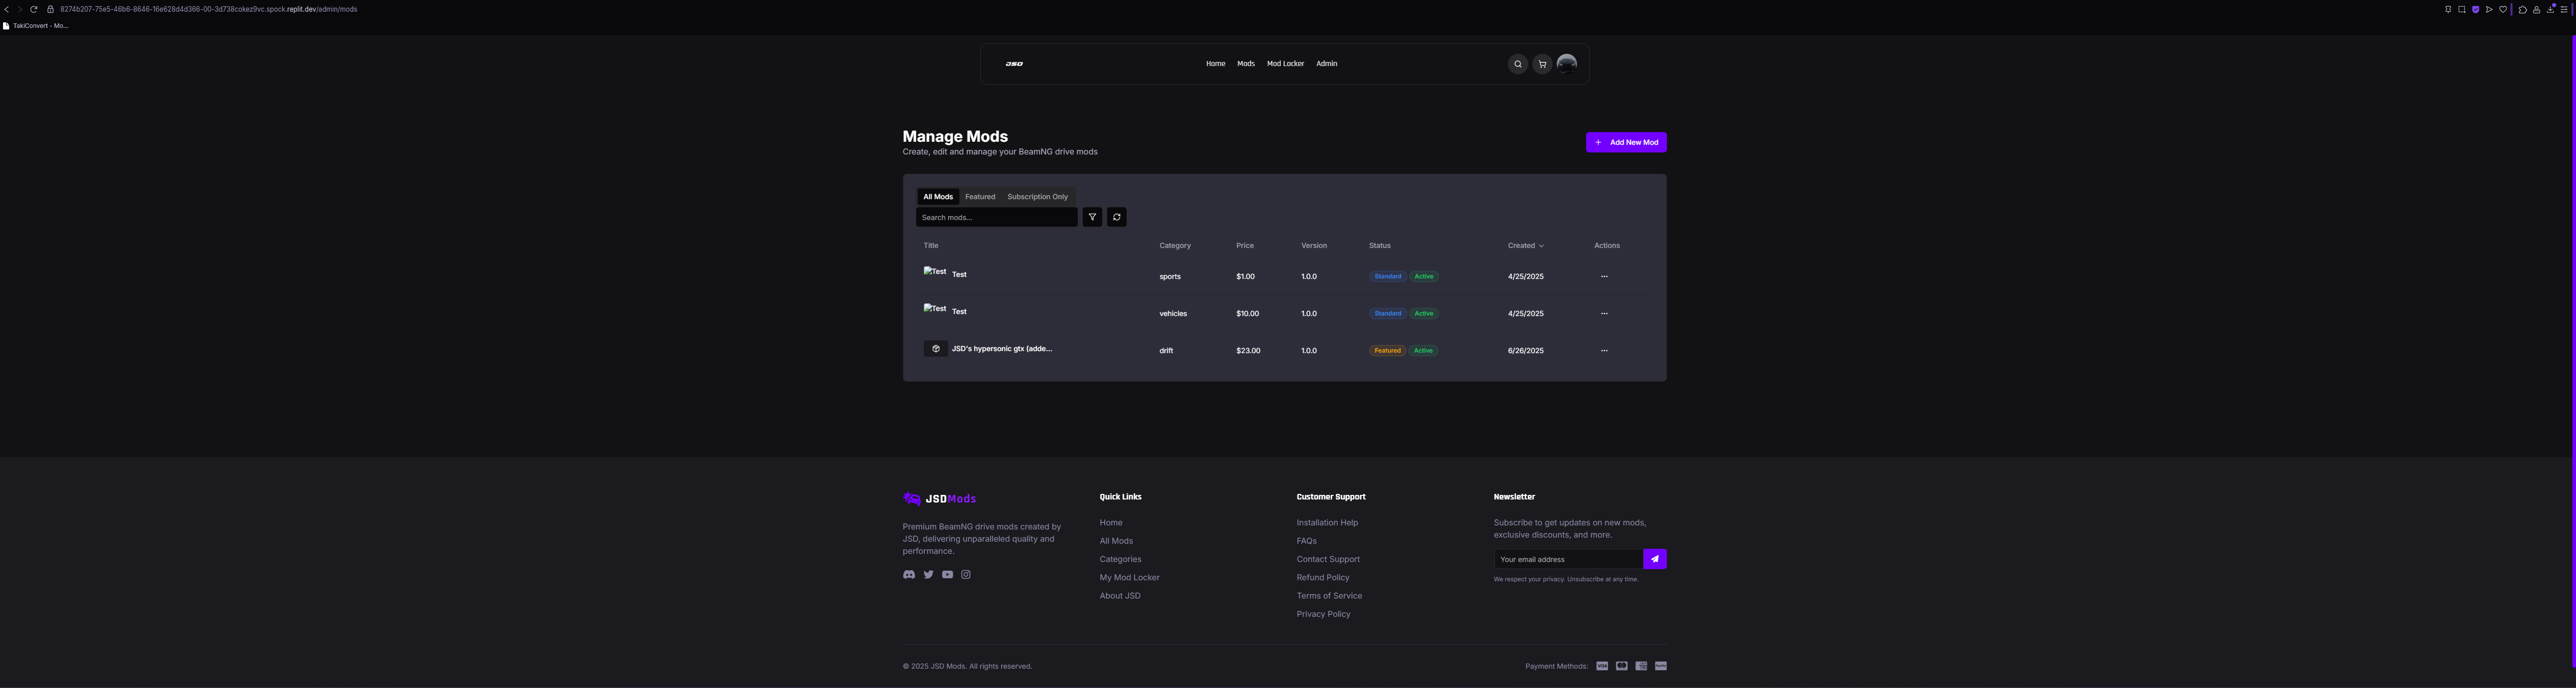 8274b207-75e5-46b6-8646-16e628d4d366-00-3d738cokez9vc.spock.replit.dev/admin/mods
TakiConvert - Mo...
JSD
Home Mods Mod Locker Admin
Manage Mods
Create, edit and manage your BeamNG drive mods
Add New Mod
All Mods Featured Subscription Only
Search mods...
Title Category Price Version Status Created Actions
Test Test sports $1.00 1.0.0 Standard Active 4/25/2025
Test Test vehicles $10.00 1.0.0 Standard Active 4/25/2025
JSD's hypersonic gtx (adde... drift $23.00 1.0.0 Featured Active 6/26/2025
JSDMods
Premium BeamNG drive mods created by
JSD, delivering unparalleled quality and
performance.
Quick Links
Home
All Mods
Categories
My Mod Locker
About JSD
Customer Support
Installation Help
FAQs
Contact Support
Refund Policy
Terms of Service
Privacy Policy
Newsletter
Subscribe to get updates on new mods,
exclusive discounts, and more.
Your email address
We respect your privacy. Unsubscribe at any time.
© 2025 JSD Mods. All rights reserved.
Payment Methods: VISA